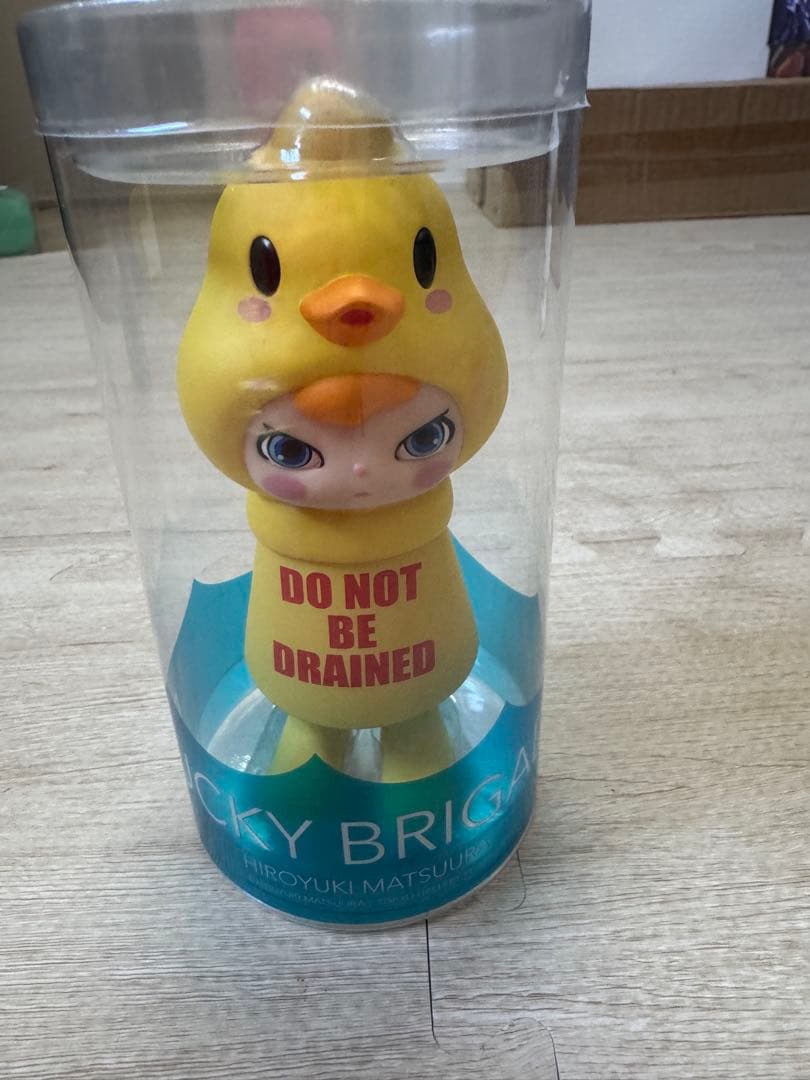 DO NOT
BE
DRAINED
CKY BRIGA
HIROYUKI MATSUURA